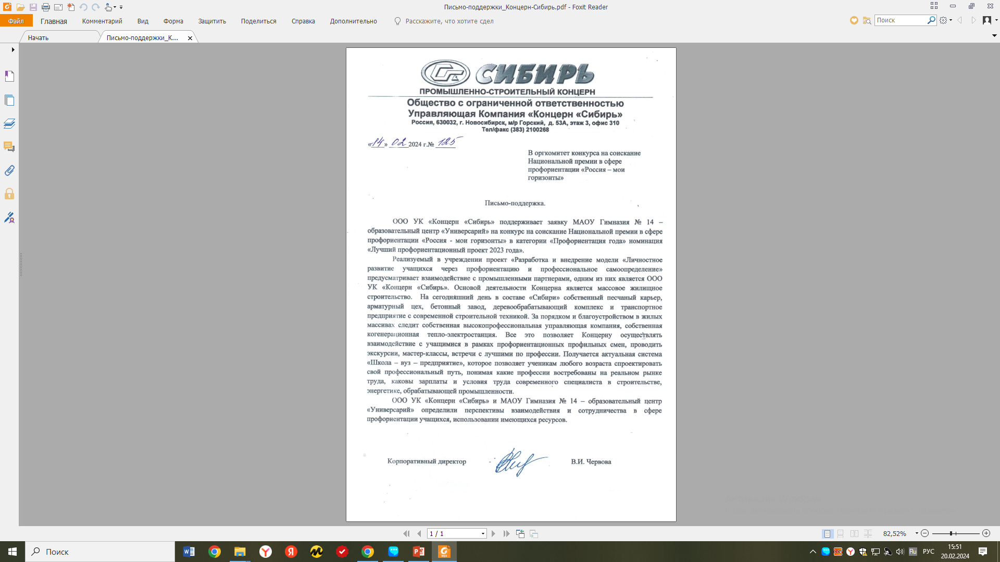 Письмо-поддержки_Концерн-Сибирь.pdf - Foxit Reader
Файл Главная Комментарий Вид Форма Защитить Поделиться Справка Дополнительно Расскажите, что хотите сдел Поиск
Начать Письмо-поддержки_К...
СИБИРЬ
ПРОМЫШЛЕННО-СТРОИТЕЛЬНЫЙ КОНЦЕРН
Общество с ограниченной ответственностью
Управляющая Компания «Концерн «Сибирь»
Россия, 630032, г. Новосибирск, м/р Горский, д. 53А, этаж 3, офис 310
Тел/факс (383) 2100268
«14» 02 2024 г.№ 125
В оргкомитет конкурса на соискание
Национальной премии в сфере
профориентации «Россия – мои
горизонты»
Письмо-поддержка.
ООО УК «Концерн «Сибирь» поддерживает заявку МАОУ Гимназия № 14 –
образовательный центр «Универсарий» на конкурс на соискание Национальной премии в сфере
профориентации «Россия - мои горизонты» в категории «Профориентация года» номинация
«Лучший профориентационный проект 2023 года».
Реализуемый в учреждении проект «Разработка и внедрение модели «Личностное
развитие учащихся через профориентацию и профессиональное самоопределение»
предусматривает взаимодействие с промышленными партнерами, одним из них является ООО
УК «Концерн «Сибирь». Основой деятельности Концерна является массовое жилищное
строительство. На сегодняшний день в составе «Сибири» собственный песчаный карьер,
арматурный цех, бетонный завод, деревообрабатывающий комплекс и транспортное
предприятие с современной строительной техникой. За порядком и благоустройством в жилых
массивах следит собственная высокопрофессиональная управляющая компания, собственная
когенерационная тепло-электростанция. Все это позволяет Концерну осуществлять
взаимодействие с учащимися в рамках профориентационных профильных смен, проводить
экскурсии, мастер-классы, встречи с лучшими по профессии. Получается актуальная система
«Школа – вуз – предприятие», которое позволяет ученикам любого возраста спроектировать
свой профессиональный путь, понимая какие профессии востребованы на реальном рынке
труда, каковы зарплаты и условия труда современного специалиста в строительстве,
энергетике, обрабатывающей промышленности.
ООО УК «Концерн «Сибирь» и МАОУ Гимназия № 14 – образовательный центр
«Универсарий» определили перспективы взаимодействия и сотрудничества в сфере
профориентации учащихся, использовании имеющихся ресурсов.
Корпоративный директор В.И. Червова
1 / 1 82,52%
Поиск РУС 15:51
20.02.2024